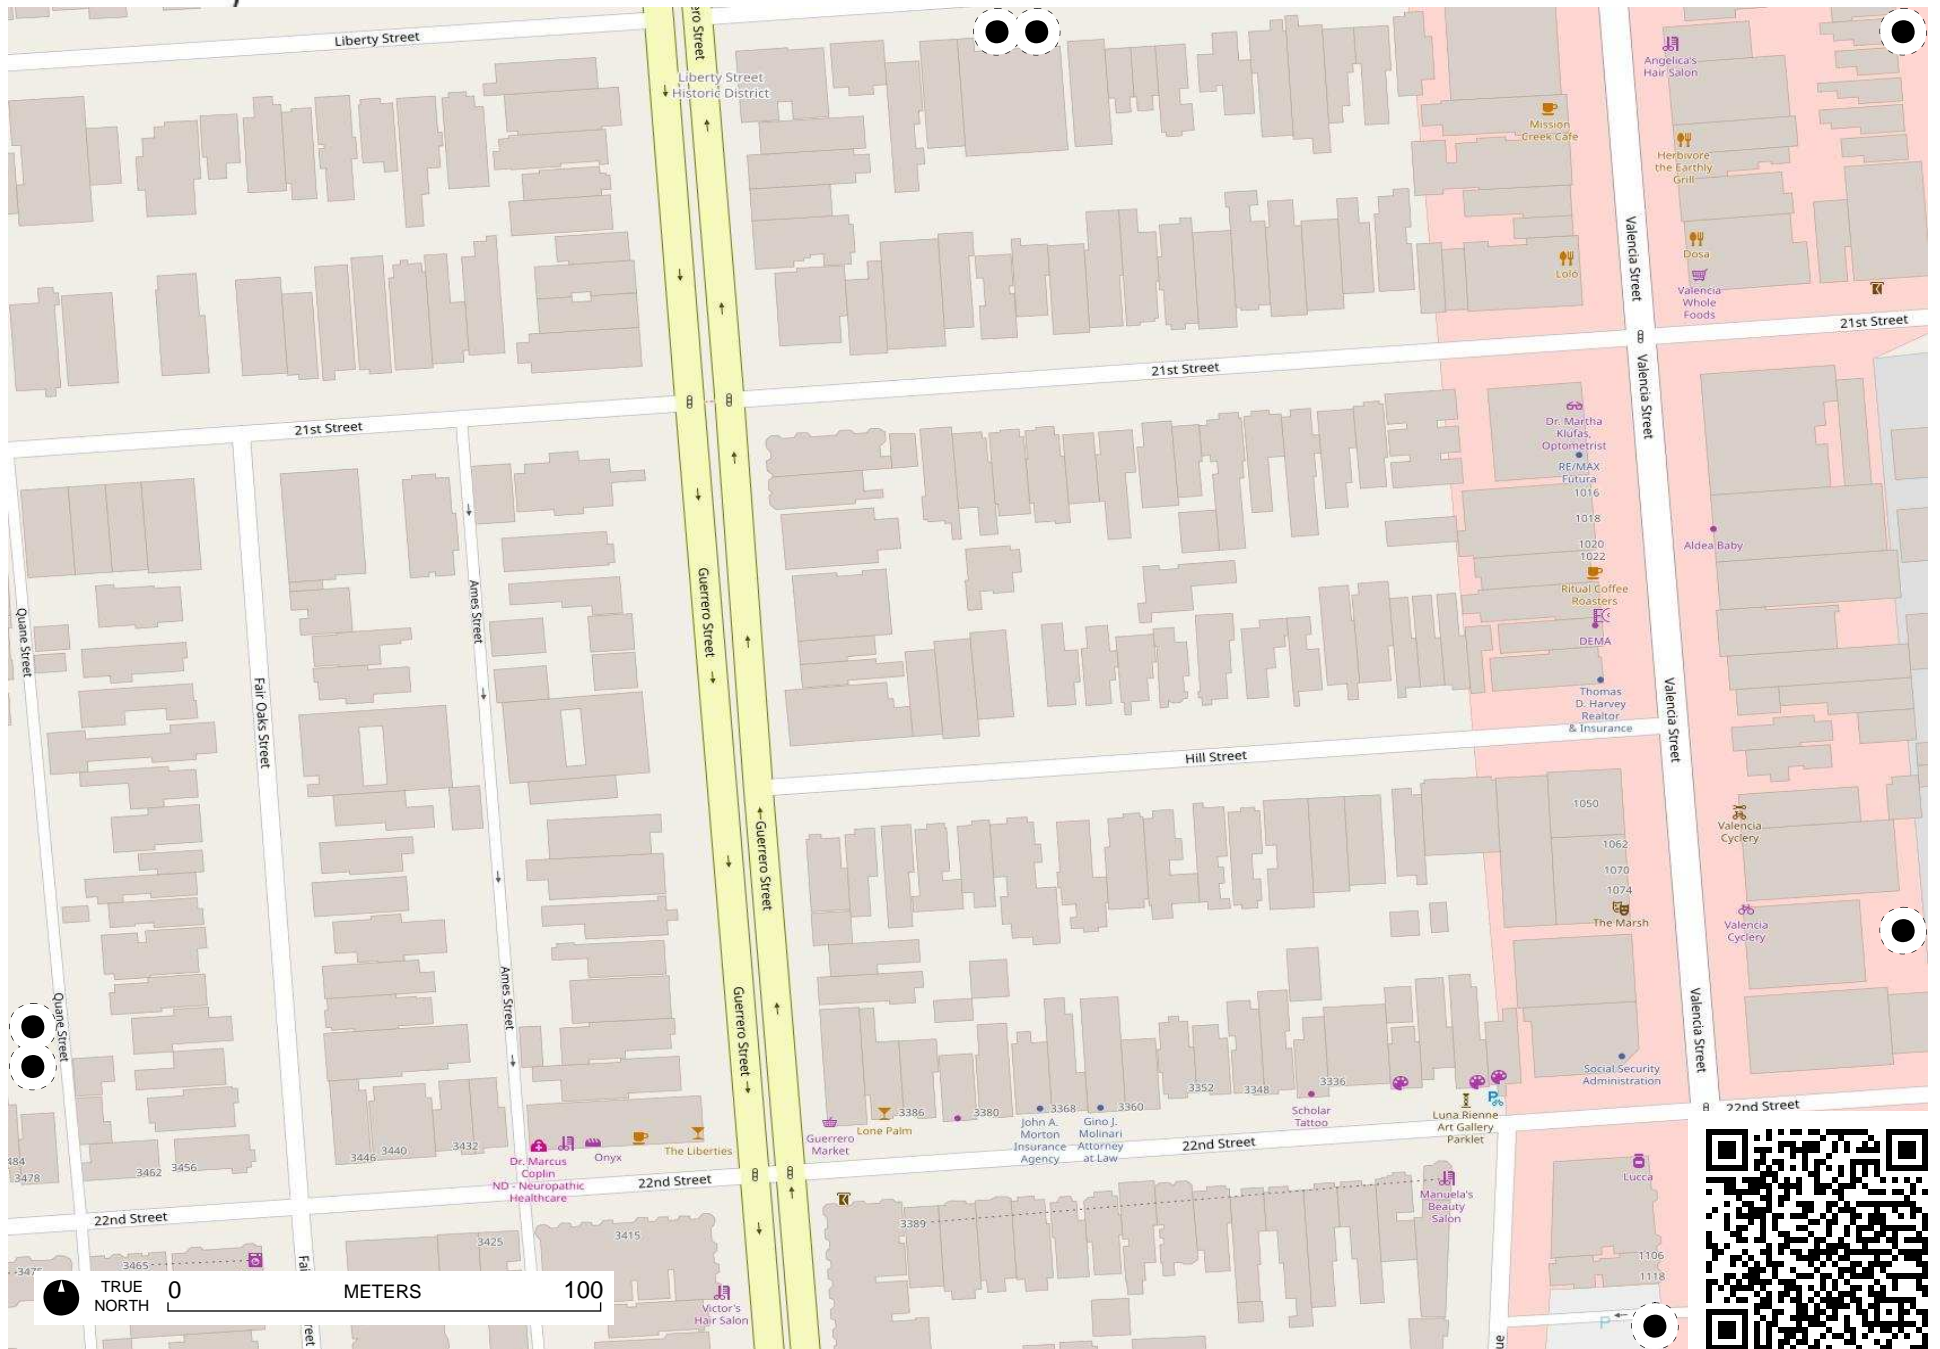 Liberty Street
Liberty Street
Historic District
Angelica's
Hair Salon
Mission
Creek Cafe
Herbivore
the Earthly
Grill
Valencia Street
Dosa
Loló
Valencia
Whole
Foods
21st Street
21st Street
21st Street
Valencia Street
Dr. Martha
Klufas,
Optometrist
RE/MAX
Futura
1016
1018
1020
1022
Aldea Baby
Ritual Coffee
Roasters
DEMA
Thomas
D. Harvey
Realtor
& Insurance
Quane Street
Fair Oaks Street
Ames Street
Guerrero Street
Valencia Street
Hill Street
1050
1062
1070
1074
The Marsh
Valencia
Cyclery
Valencia
Cyclery
Guerrero Street
Guerrero Street
Quane Street
Ames Street
Valencia Street
Social Security
Administration
22nd Street
3352
3348
3336
3386
3380
3368
3360
Guerrero
Market
Lone Palm
John A.
Morton
Insurance
Agency
Gino J.
Molinari
Attorney
at Law
Scholar
Tattoo
Luna Rienne
Art Gallery
Parklet
22nd Street
484
3478
3462
3456
3446
3440
3432
Dr. Marcus
Coplin
ND - Neuropathic
Healthcare
Onyx
The Liberties
22nd Street
22nd Street
Manuela's
Beauty
Salon
Lucca
3389
3425
3415
3475
3465
1106
1118
Victor's
Hair Salon
P
TRUE
NORTH
0
METERS
100